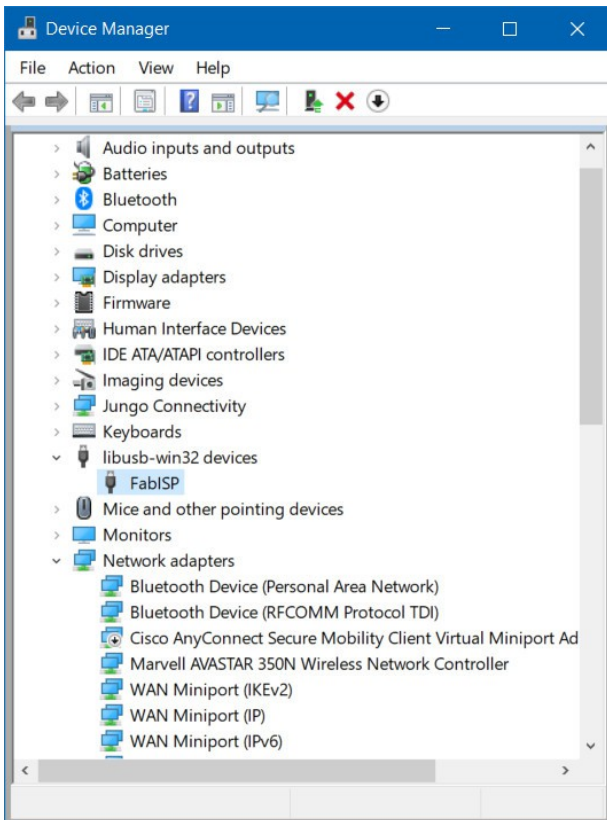 Device Manager
File Action View Help
Audio inputs and outputs
Batteries
Bluetooth
Computer
Disk drives
Display adapters
Firmware
Human Interface Devices
IDE ATA/ATAPI controllers
Imaging devices
Jungo Connectivity
Keyboards
libusb-win32 devices
FabISP
Mice and other pointing devices
Monitors
Network adapters
Bluetooth Device (Personal Area Network)
Bluetooth Device (RFCOMM Protocol TDI)
Cisco AnyConnect Secure Mobility Client Virtual Miniport Ad
Marvell AVASTAR 350N Wireless Network Controller
WAN Miniport (IKEv2)
WAN Miniport (IP)
WAN Miniport (IPv6)